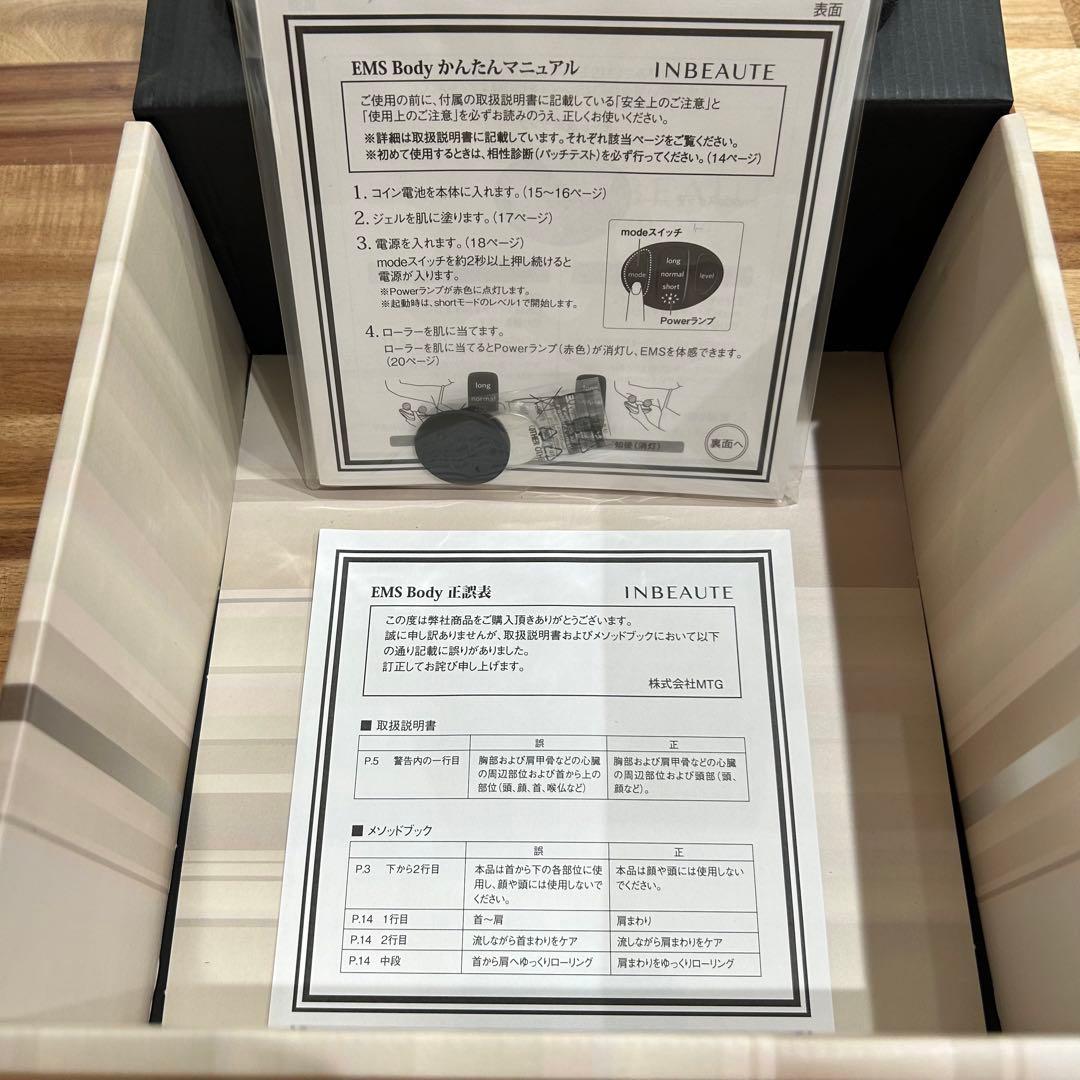 表面
EMS Body かんたんマニュアル
INBEAUTE
ご使用の前に、付属の取扱説明書に記載している「安全上のご注意」と
「使用上のご注意」を必ずお読みのうえ、正しくお使いください。
※詳細は取扱説明書に記載しています。それぞれ該当ページをご覧ください。
※初めて使用するときは、相性診断(パッチテスト)を必ず行ってください。(14ページ)
1. コイン電池を本体に入れます。(15〜16ページ)
2. ジェルを肌に塗ります。(17ページ)
3. 電源を入れます。(18ページ)
modeスイッチを約2秒以上押し続けると
電源が入ります。
※Powerランプが赤色に点灯します。
※起動時は、shortモードのレベル1で開始します。
modeスイッチ
long
mode normal level
short
Powerランプ
4. ローラーを肌に当てます。
ローラーを肌に当てるとPowerランプ(赤色)が消灯し、EMSを体感できます。
(20ページ)
long
normal
知後(消灯)
裏面へ
EMS Body 正誤表
INBEAUTE
この度は弊社商品をご購入頂きありがとうございます。
誠に申し訳ありませんが、取扱説明書およびメソッドブックにおいて以下
の通り記載に誤りがありました。
訂正してお詫び申し上げます。
株式会社MTG
■ 取扱説明書
誤 正
P.5 警告内の一行目
胸部および肩甲骨などの心臓
の周辺部位および首から上の
部位(頭、顔、首、喉仏など)
胸部および肩甲骨などの心臓
の周辺部位および頭部(頭、
顔など)。
■ メソッドブック
誤 正
P.3 下から2行目
本品は首から下の各部位に使
用し、顔や頭には使用しないで
ください。
本品は顔や頭には使用しない
でください。
P.14 1行目 首〜肩 肩まわり
P.14 2行目 流しながら首まわりをケア 流しながら肩まわりをケア
P.14 中段 首から肩へゆっくりローリング 肩まわりをゆっくりローリング